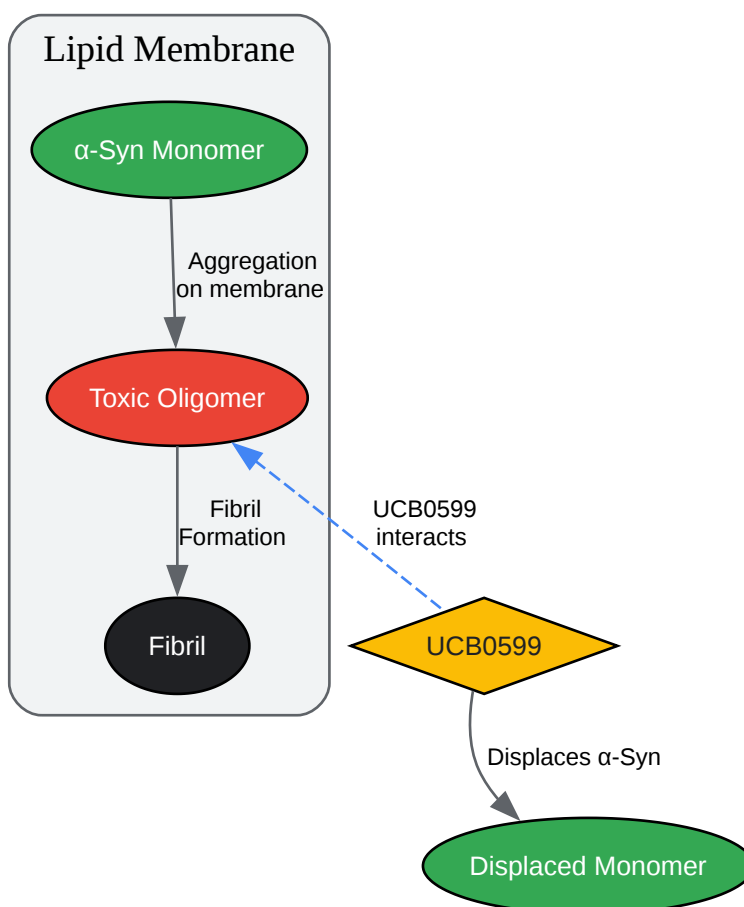 Lipid Membrane
α-Syn Monomer
Aggregation
on membrane
Toxic Oligomer
Fibril
Formation
UCB0599
interacts
Fibril
UCB0599
Displaces α-Syn
Displaced Monomer